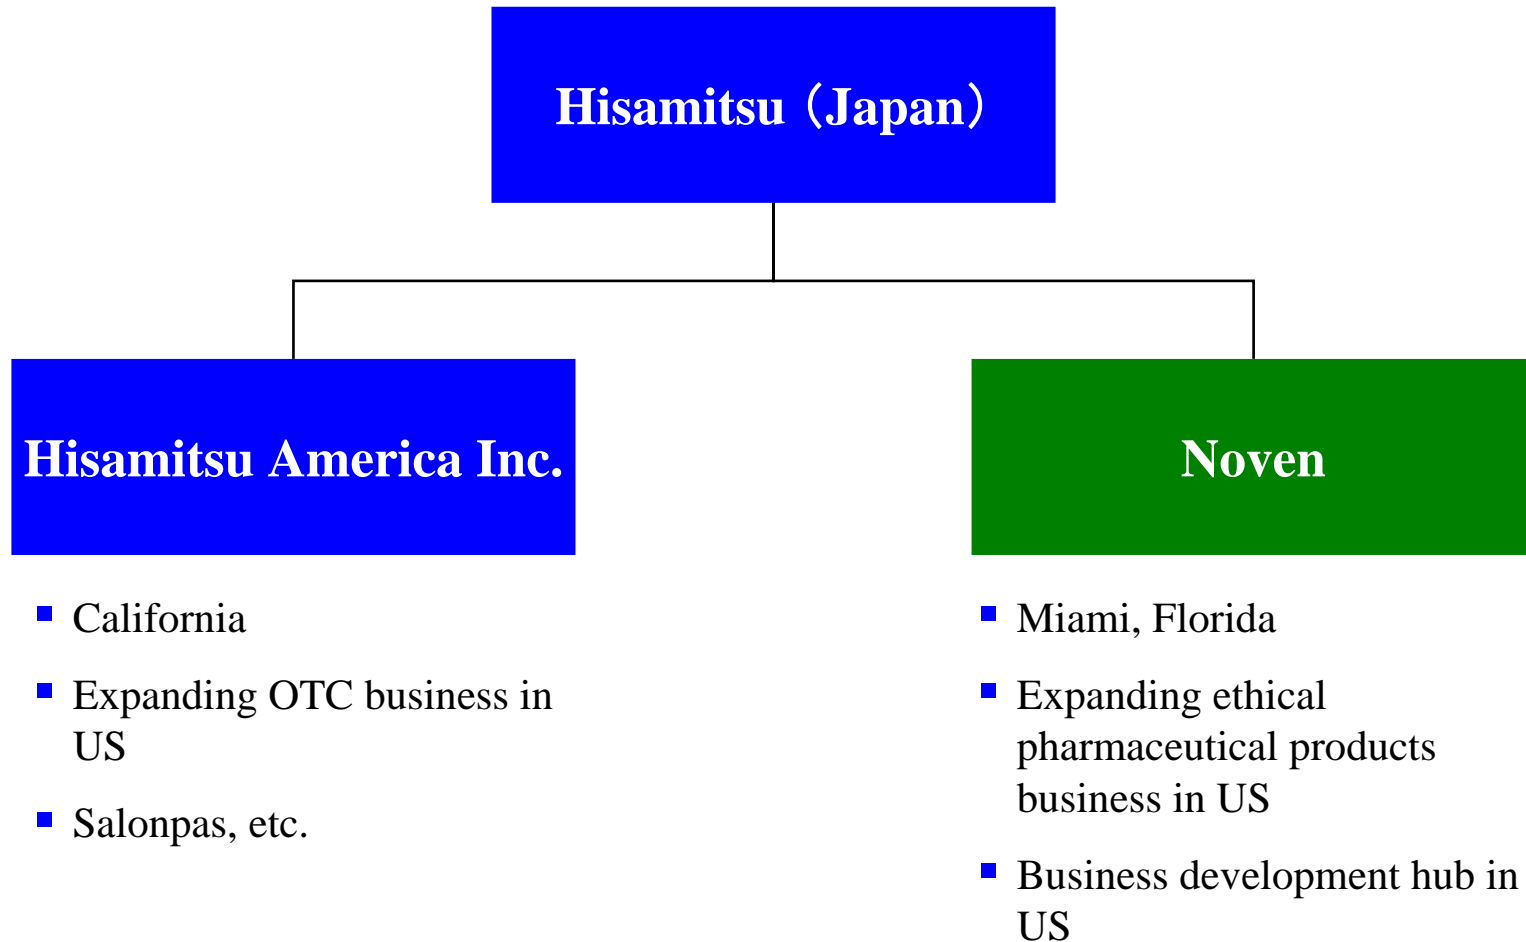 Hisamitsu（Japan）
Hisamitsu America Inc.
Noven
California
Expanding OTC business in
US
Salonpas, etc.
Miami, Florida
Expanding ethical
pharmaceutical products
business in US
Business development hub in
US